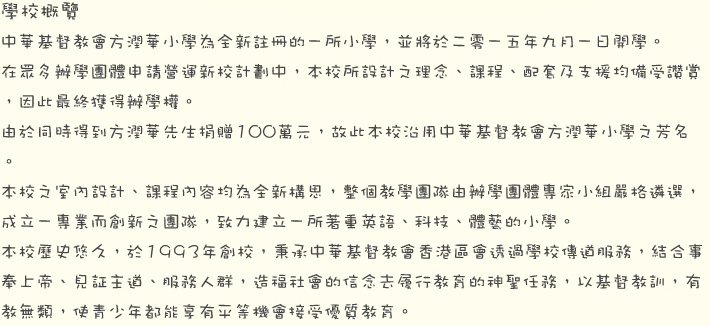 學校概覽
中華基督教會方潤華小學為全新註冊的一所小學，並將於二零一五年九月一日開學。
在眾多辦學團體申請營運新校計劃中，本校所設計之理念、課程、配套及支援均備受讚賞
，因此最終獲得辦學權。
由於同時得到方潤華先生捐贈100萬元，故此本校沿用中華基督教會方潤華小學之芳名
。
本校之室內設計、課程內容均為全新構思，整個教學團隊由辦學團體專家小組嚴格遴選，
成立一專業而創新之團隊，致力建立一所著重英語、科技、體藝的小學。
本校歷史悠久，於1993年創校，秉承中華基督教會香港區會透過學校傳道服務，結合事
奉上帝、見証主道、服務人群，造福社會的信念去履行教育的神聖任務，以基督教訓，有
教無類，使青少年都能享有平等機會接受優質教育。